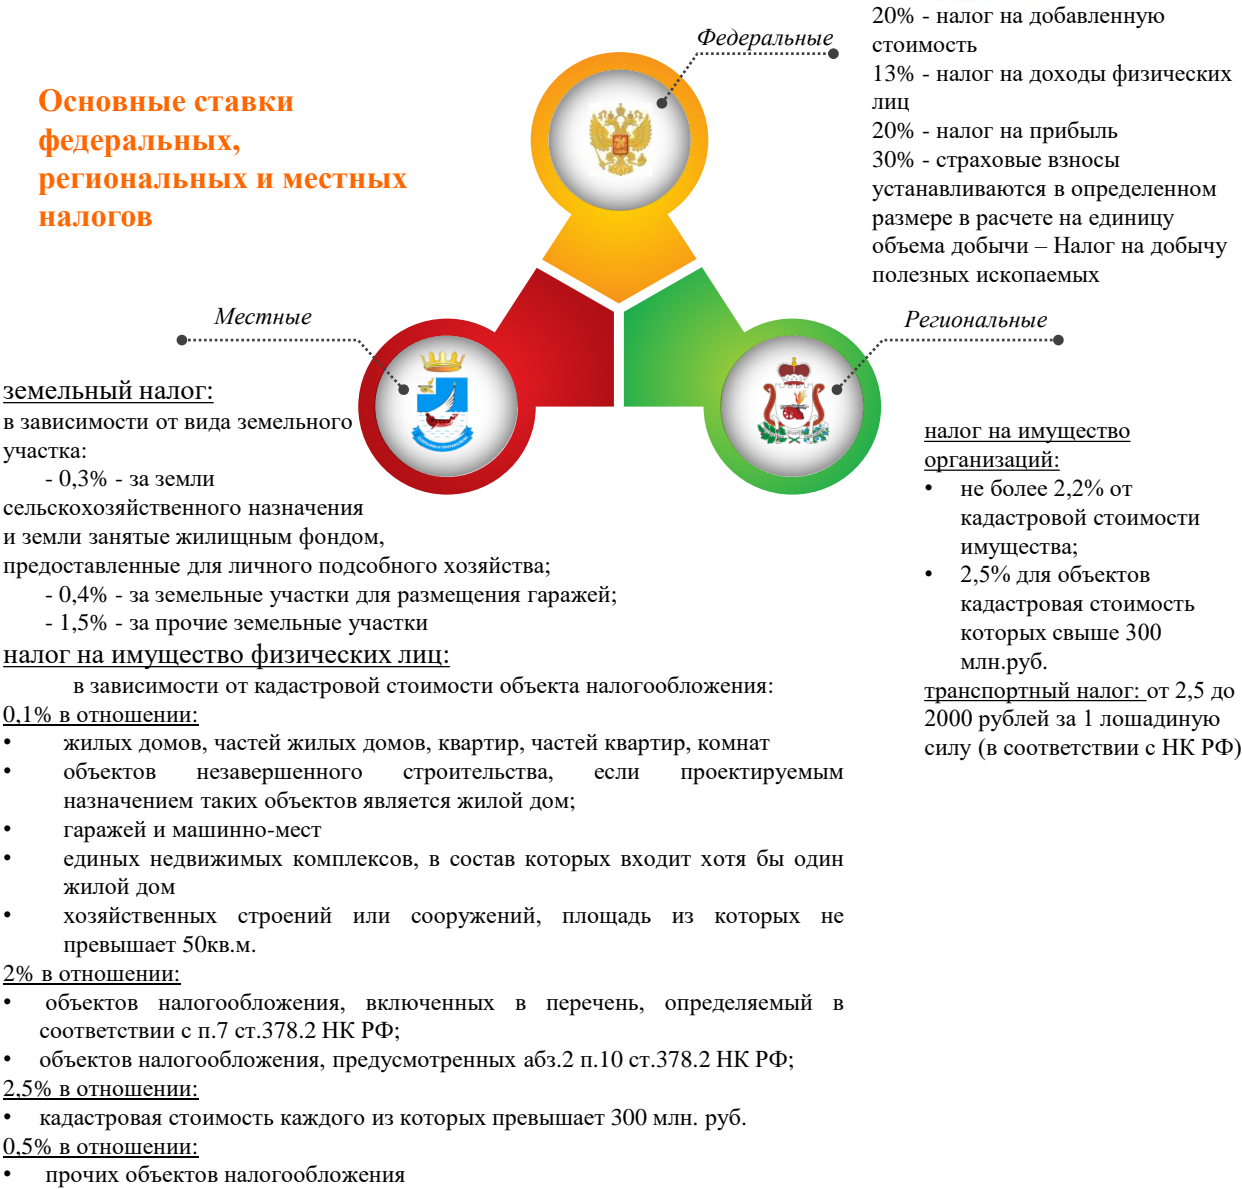 Основные ставки
федеральных,
региональных и местных
налогов
Федеральные
20% - налог на добавленную
стоимость
13% - налог на доходы физических
лиц
20% - налог на прибыль
30% - страховые взносы
устанавливаются в определенном
размере в расчете на единицу
объема добычи – Налог на добычу
полезных ископаемых
Местные
земельный налог:
в зависимости от вида земельного
участка:
- 0,3% - за земли
сельскохозяйственного назначения
и земли занятые жилищным фондом,
предоставленные для личного подсобного хозяйства;
- 0,4% - за земельные участки для размещения гаражей;
- 1,5% - за прочие земельные участки
налог на имущество физических лиц:
в зависимости от кадастровой стоимости объекта налогообложения:
0,1% в отношении:
• жилых домов, частей жилых домов, квартир, частей квартир, комнат
• объектов незавершенного строительства, если проектируемым
назначением таких объектов является жилой дом;
• гаражей и машинно-мест
• единых недвижимых комплексов, в состав которых входит хотя бы один
жилой дом
• хозяйственных строений или сооружений, площадь из которых не
превышает 50кв.м.
2% в отношении:
• объектов налогообложения, включенных в перечень, определяемый в
соответствии с п.7 ст.378.2 НК РФ;
• объектов налогообложения, предусмотренных абз.2 п.10 ст.378.2 НК РФ;
2,5% в отношении:
• кадастровая стоимость каждого из которых превышает 300 млн. руб.
0,5% в отношении:
• прочих объектов налогообложения
Региональные
налог на имущество
организаций:
• не более 2,2% от
кадастровой стоимости
имущества;
• 2,5% для объектов
кадастровая стоимость
которых свыше 300
млн.руб.
транспортный налог: от 2,5 до
2000 рублей за 1 лошадиную
силу (в соответствии с НК РФ)